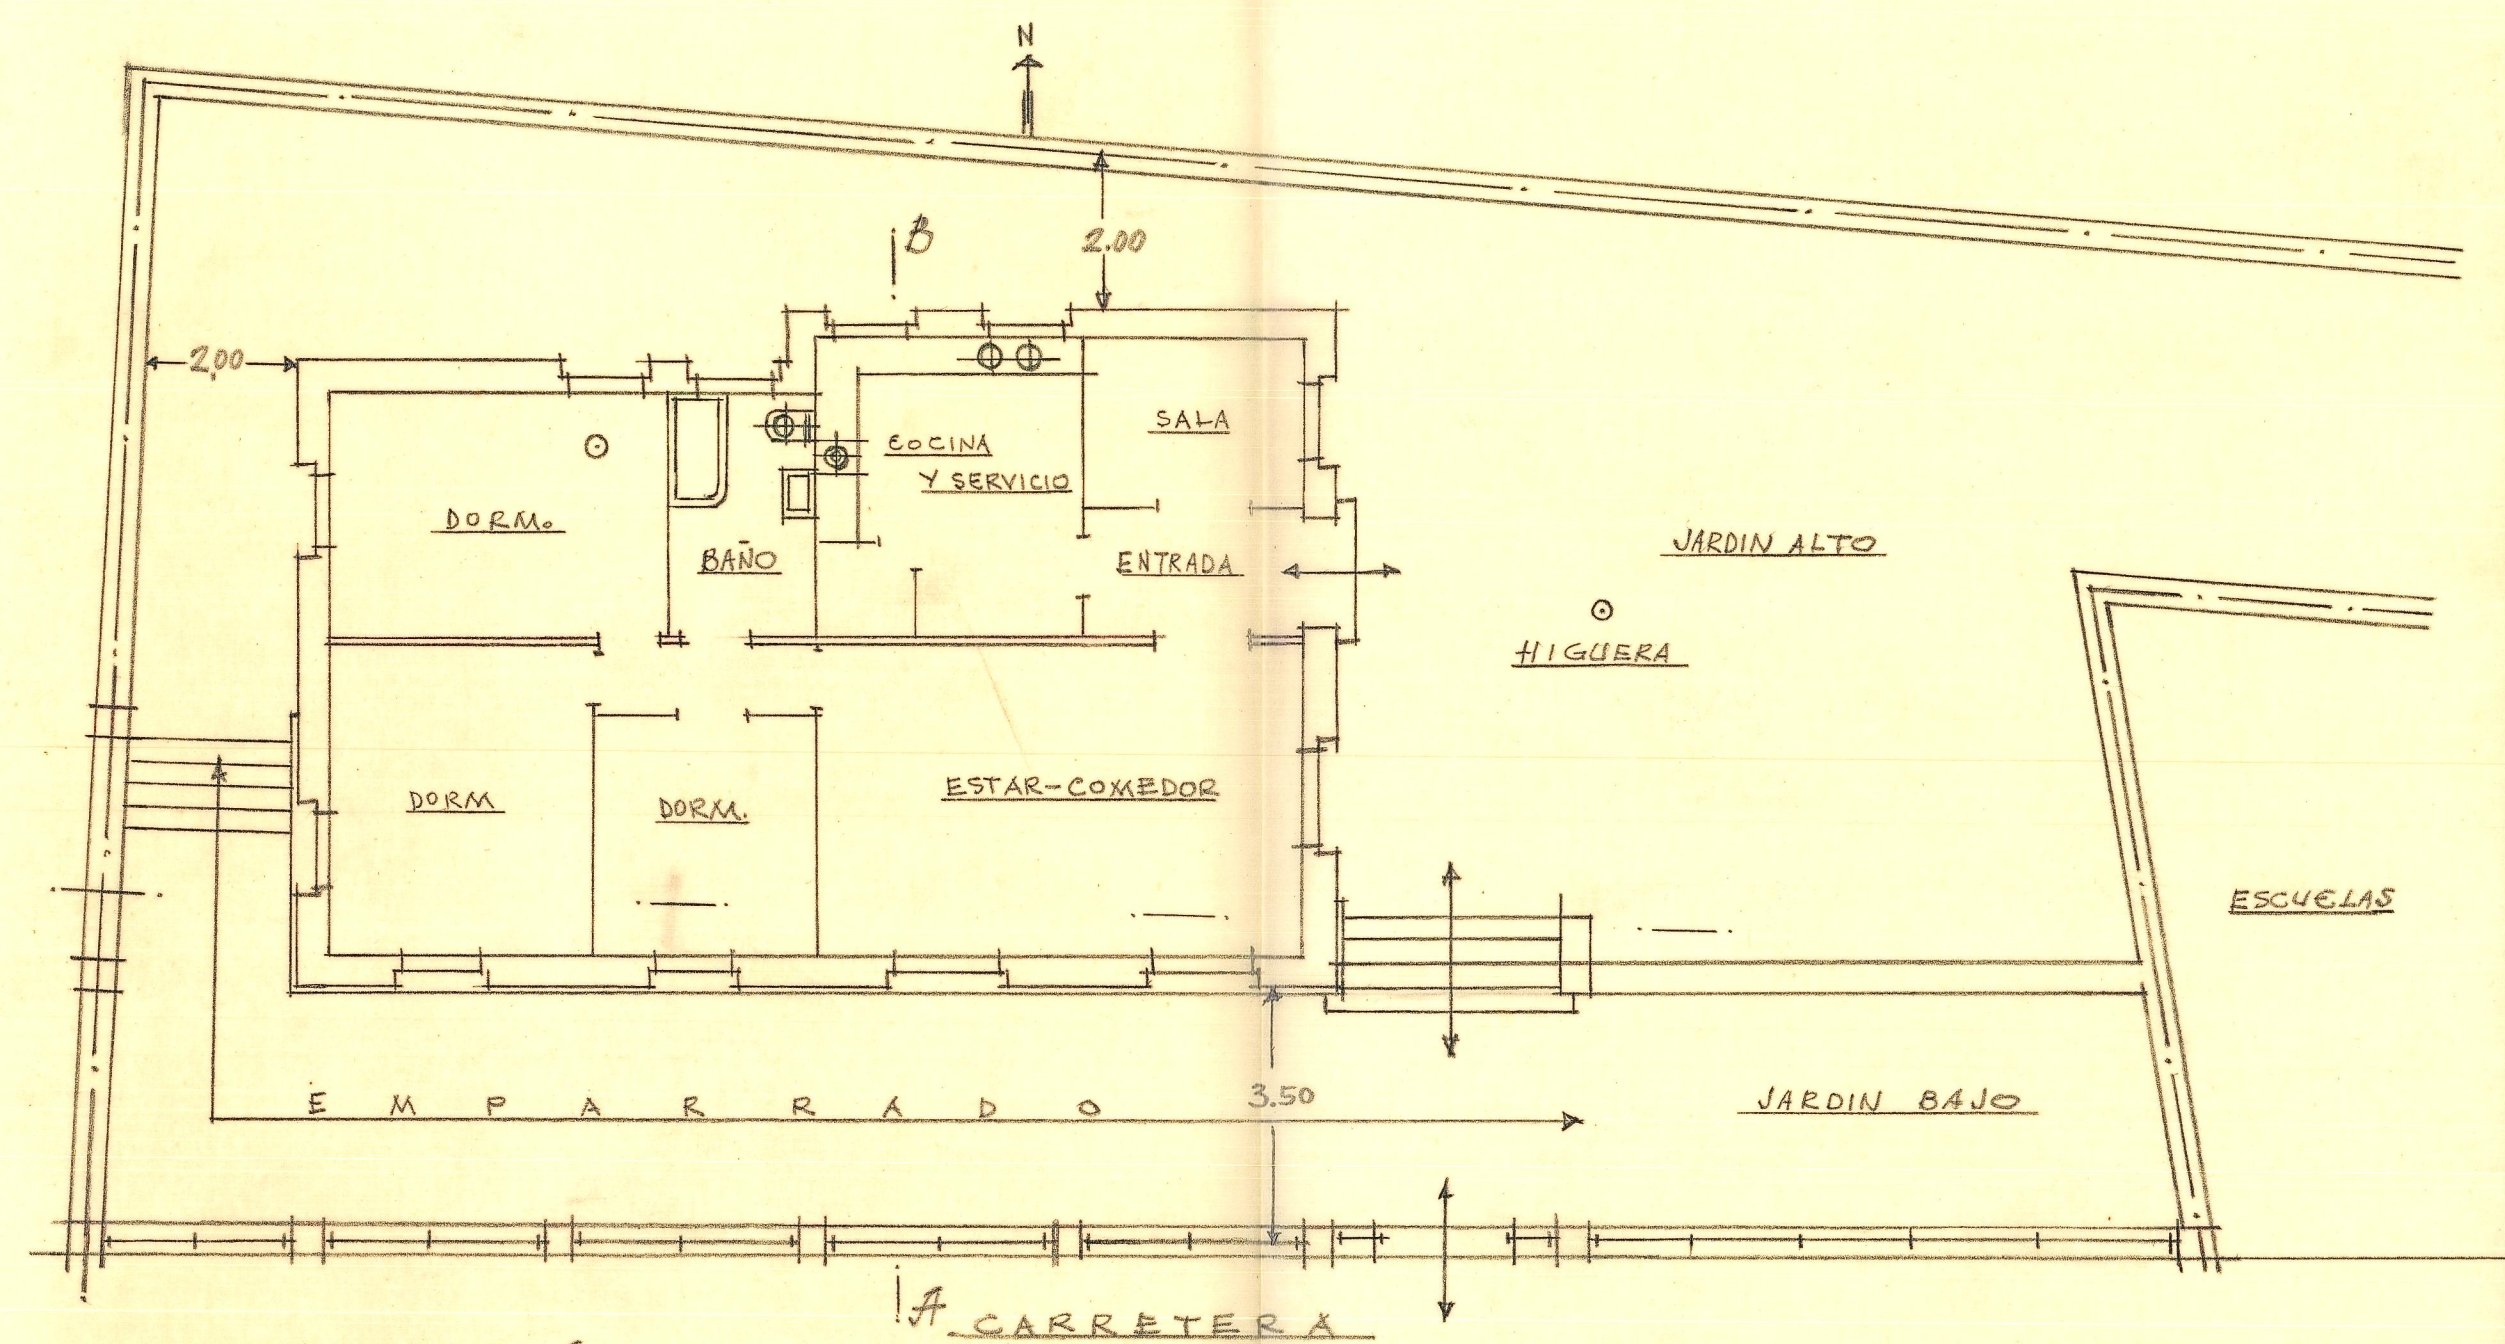 N
B
2.00
2.00
SALA
COCINA
Y SERVICIO
DORM.
BAÑO
ENTRADA
JARDIN ALTO
HIGUERA
DORM
DORM.
ESTAR-COMEDOR
ESCUELAS
EMPARRADO
3.50
JARDIN BAJO
A
CARRETERA